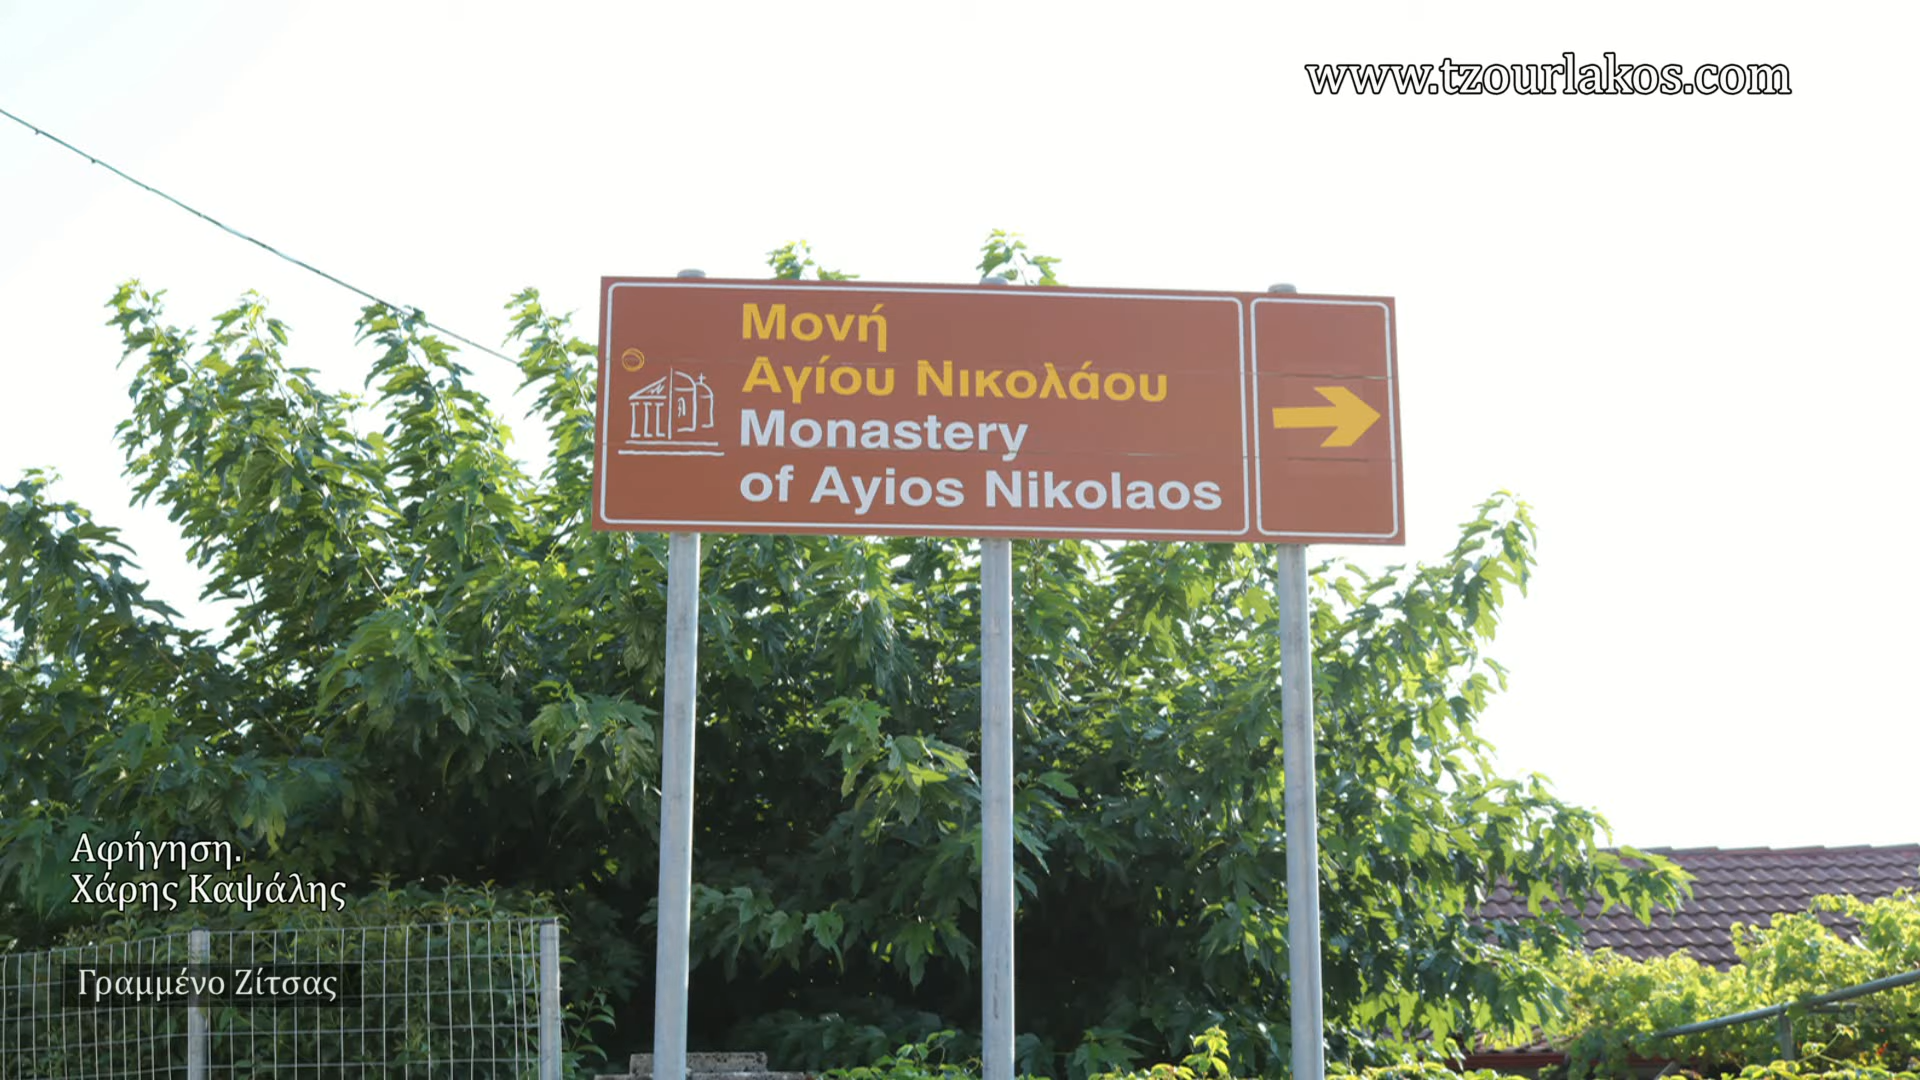 www.tzourlakos.com
Μονή
Αγίου Νικολάου
Monastery
of Ayios Nikolaos
Αφήγηση.
Χάρης Καψάλης
Γραμμένο Ζίτσας